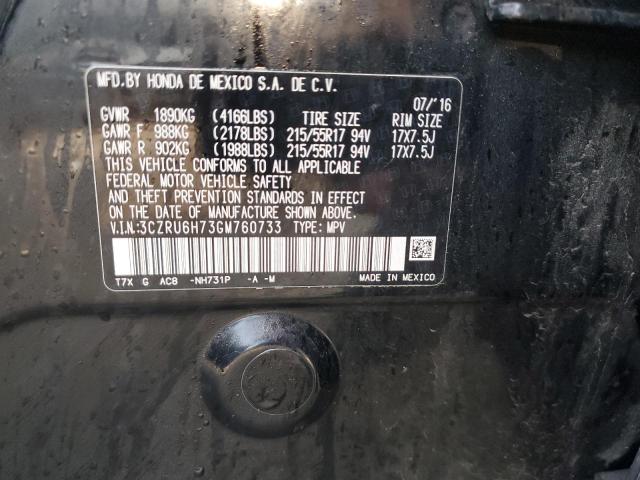 MFD.BY HONDA DE MEXICO S.A. DE C.V.
07/'16
GVWR 1890KG (4166LBS) TIRE SIZE RIM SIZE
GAWR F 988KG (2178LBS) 215/55R17 94V 17X7.5J
GAWR R 902KG (1988LBS) 215/55R17 94V 17X7.5J
THIS VEHICLE CONFORMS TO ALL APPLICABLE
FEDERAL MOTOR VEHICLE SAFETY
AND THEFT PREVENTION STANDARDS IN EFFECT
ON THE DATE OF MANUFACTURE SHOWN ABOVE.
V.I.N:3CZRU6H73GM760733 TYPE: MPV
T7X G AC8 -NH731P -A -M MADE IN MEXICO